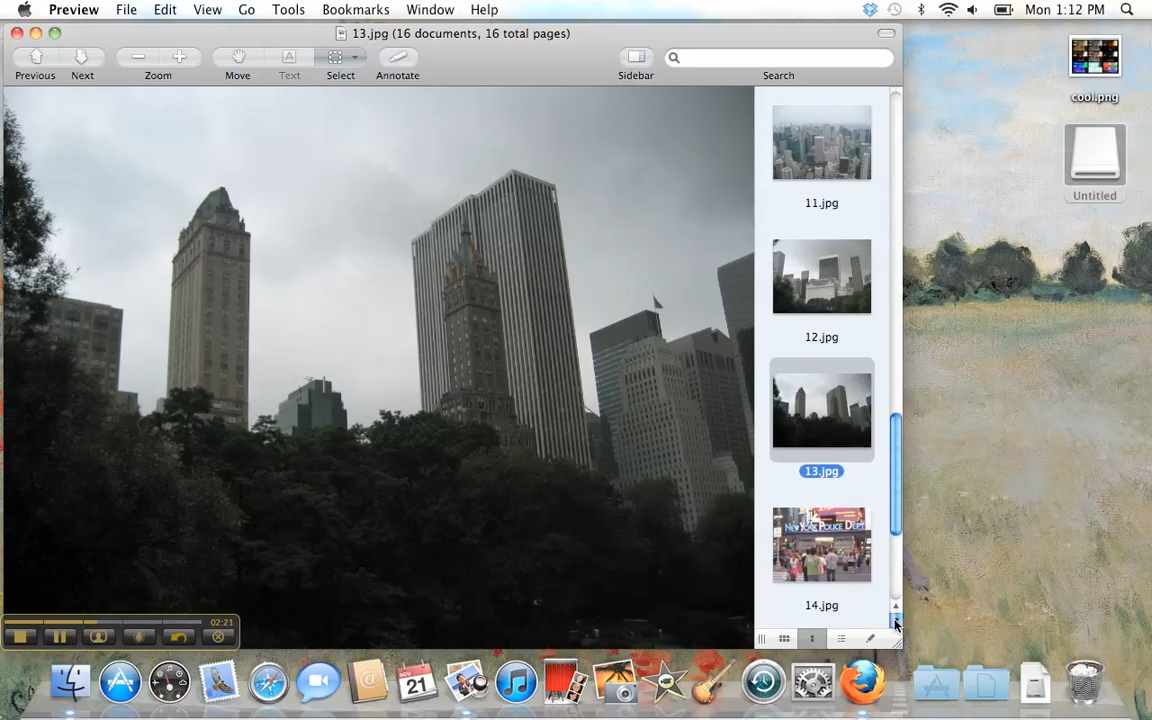 Preview File Edit View Go Tools Bookmarks Window Help Mon 1:12 PM
13.jpg (16 documents, 16 total pages)
Previous Next Zoom Move Text Select Annotate Sidebar Search
A
cool.png
Untitled
11.jpg
12.jpg
13.jpg
NEW YORK POLICE DEPT
14.jpg
02:21
NOV
21